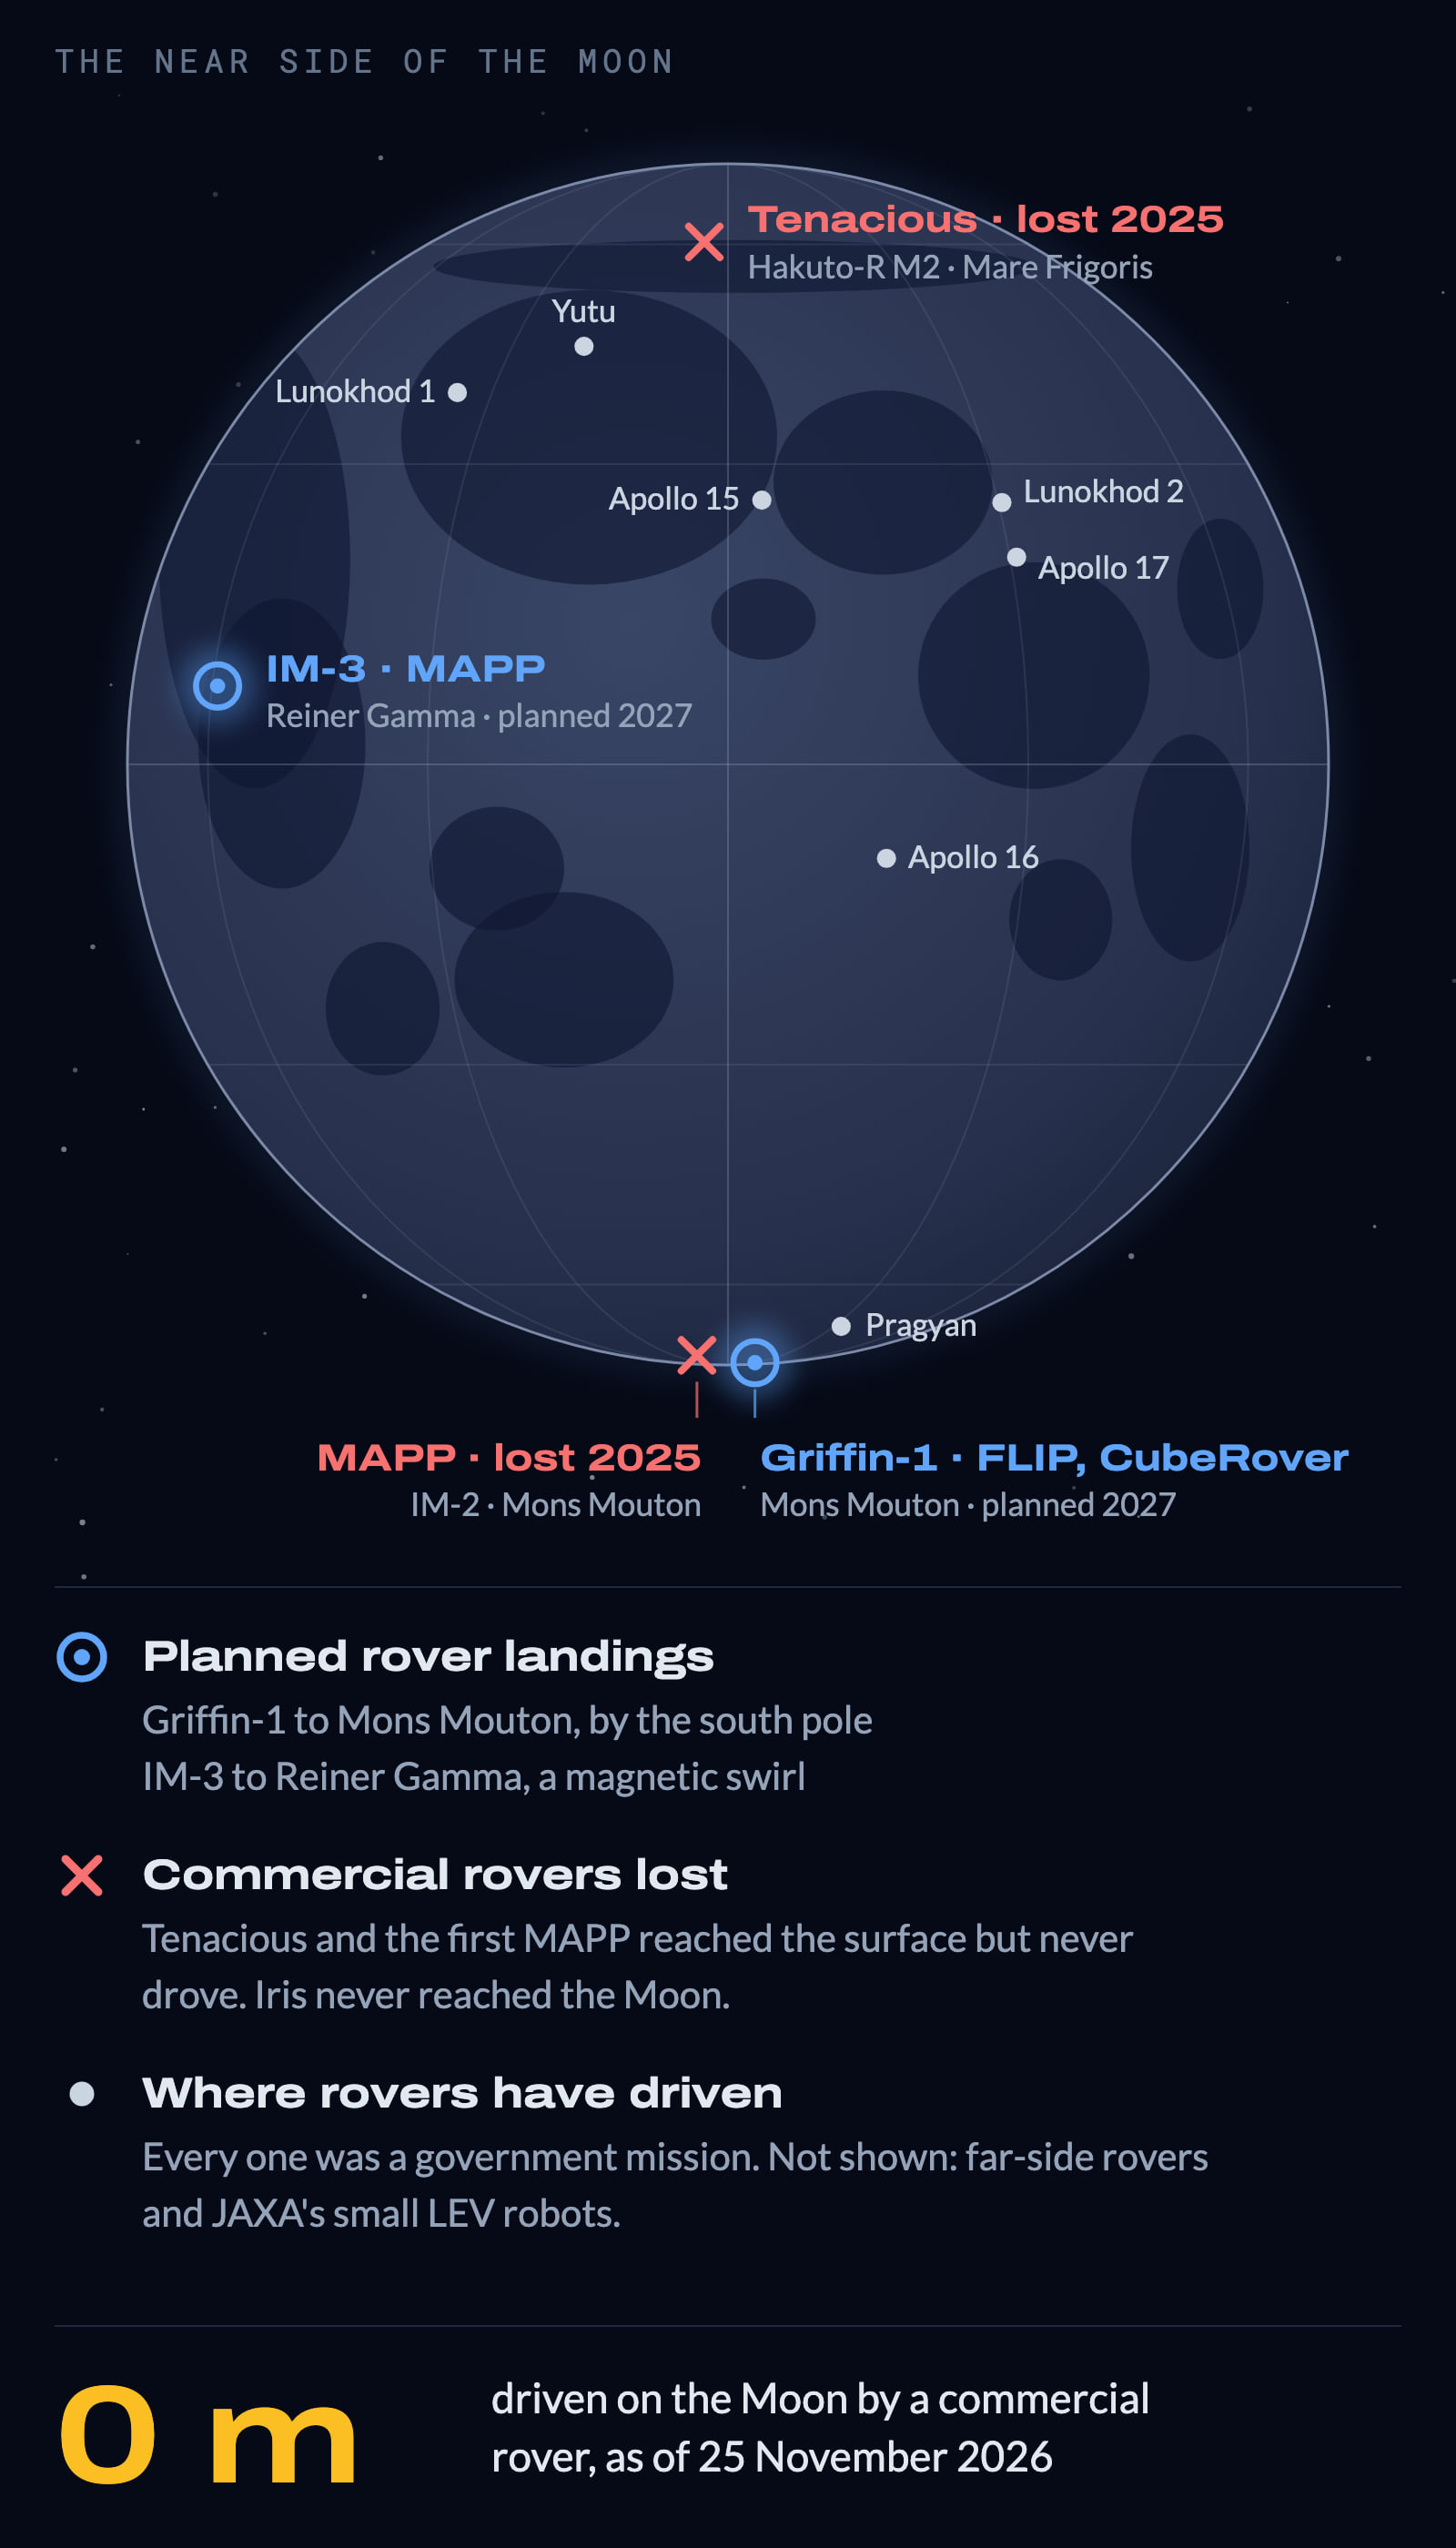 THE NEAR SIDE OF THE MOON
Tenacious · lost 2025
Hakuto-R M2 · Mare Frigoris
Yutu
Lunokhod 1
Apollo 15
Lunokhod 2
Apollo 17
IM-3 · MAPP
Reiner Gamma · planned 2027
Apollo 16
Pragyan
MAPP · lost 2025
IM-2 · Mons Mouton
Griffin-1 · FLIP, CubeRover
Mons Mouton · planned 2027
Planned rover landings
Griffin-1 to Mons Mouton, by the south pole
IM-3 to Reiner Gamma, a magnetic swirl
Commercial rovers lost
Tenacious and the first MAPP reached the surface but never
drove. Iris never reached the Moon.
Where rovers have driven
Every one was a government mission. Not shown: far-side rovers
and JAXA's small LEV robots.
0 m
driven on the Moon by a commercial
rover, as of 25 November 2026